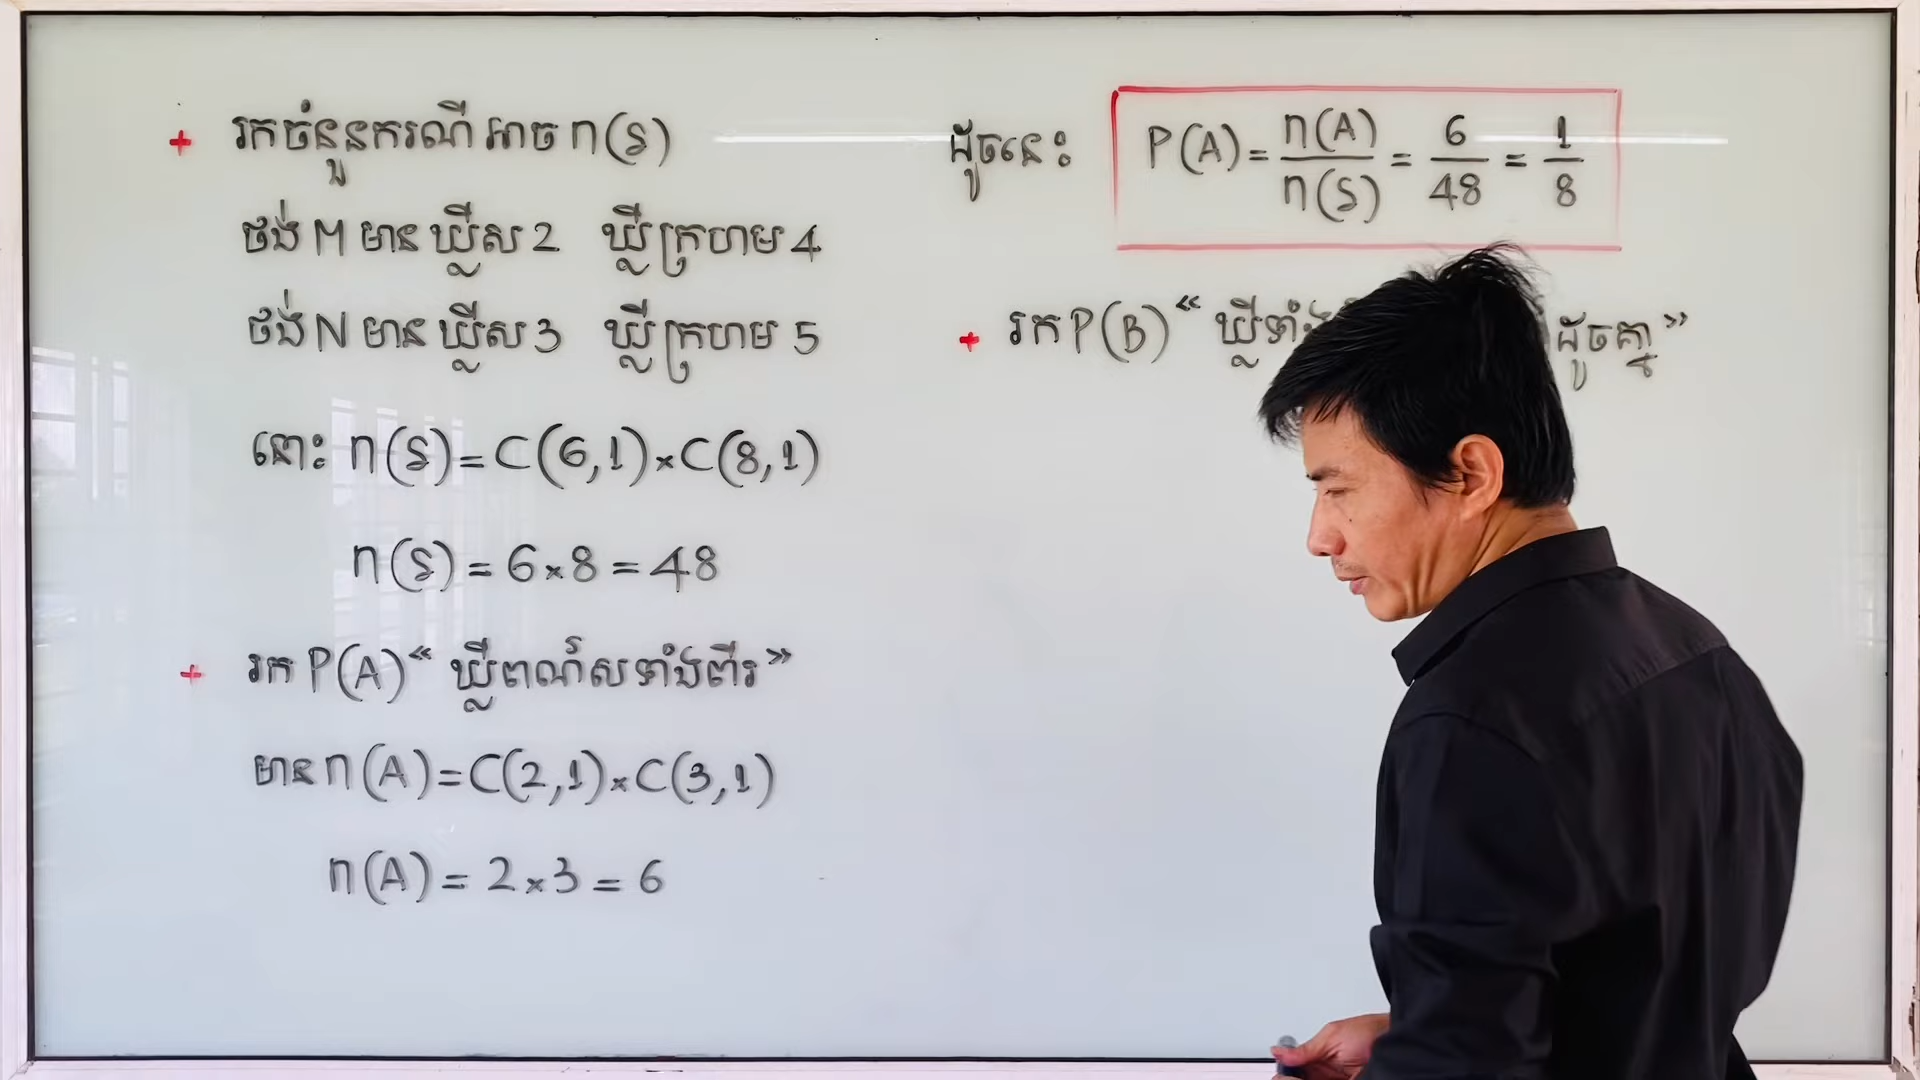 + រកចំនួនករណីអាច n(S)
ថង់ M មាន ឃ្លីស 2 ឃ្លីក្រហម 4
ថង់ N មាន ឃ្លីស 3 ឃ្លីក្រហម 5
នោះ n(S) = C(6,1) × C(8,1)
n(S) = 6 × 8 = 48
+ រក P(A) « ឃ្លីពណ៌សទាំងពីរ »
មាន n(A) = C(2,1) × C(3,1)
n(A) = 2 × 3 = 6
ដូចនេះ P(A) = n(A)/n(S) = 6/48 = 1/8
+ រក P(B) « ឃ្លីទាំង ដូចគ្នា »